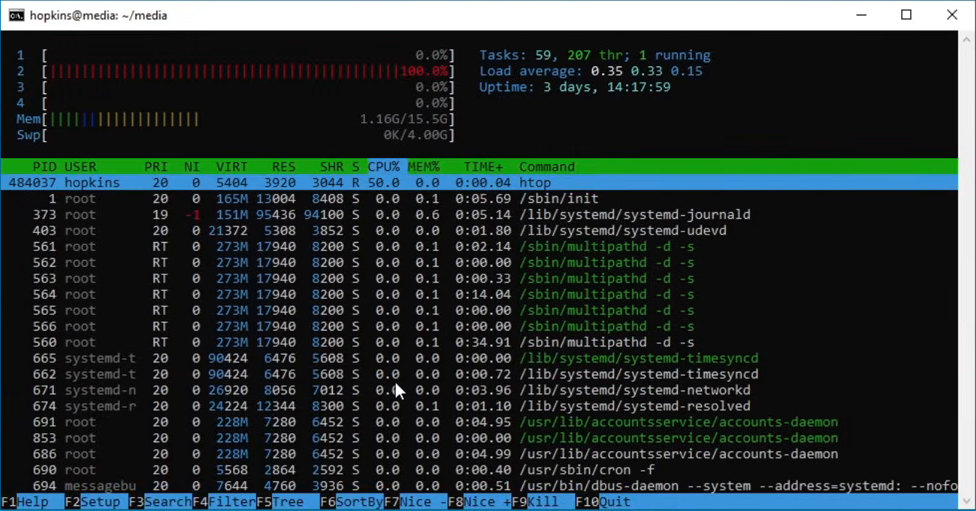 hopkins@media: ~/media
1 [ 0.0%] Tasks: 59, 207 thr; 1 running
2 [||||||||||||||||||||||||||||||||||||||||||||100.0%] Load average: 0.35 0.33 0.15
3 [ 0.0%] Uptime: 3 days, 14:17:59
4 [ 0.0%]
Mem[||||||||||||||||||| 1.16G/15.5G]
Swp[ 0K/4.00G]
PID USER PRI NI VIRT RES SHR S CPU% MEM% TIME+ Command
484037 hopkins 20 0 5404 3920 3044 R 50.0 0.0 0:00.04 htop
1 root 20 0 165M 13004 8408 S 0.0 0.1 0:05.69 /sbin/init
373 root 19 -1 151M 95436 94100 S 0.0 0.6 0:05.14 /lib/systemd/systemd-journald
403 root 20 0 21372 5308 3852 S 0.0 0.0 0:01.80 /lib/systemd/systemd-udevd
561 root RT 0 273M 17940 8200 S 0.0 0.1 0:02.14 /sbin/multipathd -d -s
562 root RT 0 273M 17940 8200 S 0.0 0.1 0:00.00 /sbin/multipathd -d -s
563 root RT 0 273M 17940 8200 S 0.0 0.1 0:00.33 /sbin/multipathd -d -s
564 root RT 0 273M 17940 8200 S 0.0 0.1 0:14.04 /sbin/multipathd -d -s
565 root RT 0 273M 17940 8200 S 0.0 0.1 0:00.00 /sbin/multipathd -d -s
566 root RT 0 273M 17940 8200 S 0.0 0.1 0:00.00 /sbin/multipathd -d -s
560 root RT 0 273M 17940 8200 S 0.0 0.1 0:34.91 /sbin/multipathd -d -s
665 systemd-t 20 0 90424 6476 5608 S 0.0 0.0 0:00.00 /lib/systemd/systemd-timesyncd
662 systemd-t 20 0 90424 6476 5608 S 0.0 0.0 0:00.72 /lib/systemd/systemd-timesyncd
671 systemd-n 20 0 26920 8056 7012 S 0.0 0.0 0:03.96 /lib/systemd/systemd-networkd
674 systemd-r 20 0 24224 12344 8300 S 0.0 0.1 0:01.10 /lib/systemd/systemd-resolved
691 root 20 0 228M 7280 6452 S 0.0 0.0 0:04.95 /usr/lib/accountsservice/accounts-daemon
853 root 20 0 228M 7280 6452 S 0.0 0.0 0:00.00 /usr/lib/accountsservice/accounts-daemon
686 root 20 0 228M 7280 6452 S 0.0 0.0 0:04.99 /usr/lib/accountsservice/accounts-daemon
690 root 20 0 5568 2864 2592 S 0.0 0.0 0:00.40 /usr/sbin/cron -f
694 messagebu 20 0 7644 4760 3936 S 0.0 0.0 0:00.51 /usr/bin/dbus-daemon --system --address=systemd: --nofo
F1Help F2Setup F3Search F4Filter F5Tree F6SortBy F7Nice - F8Nice + F9Kill F10Quit